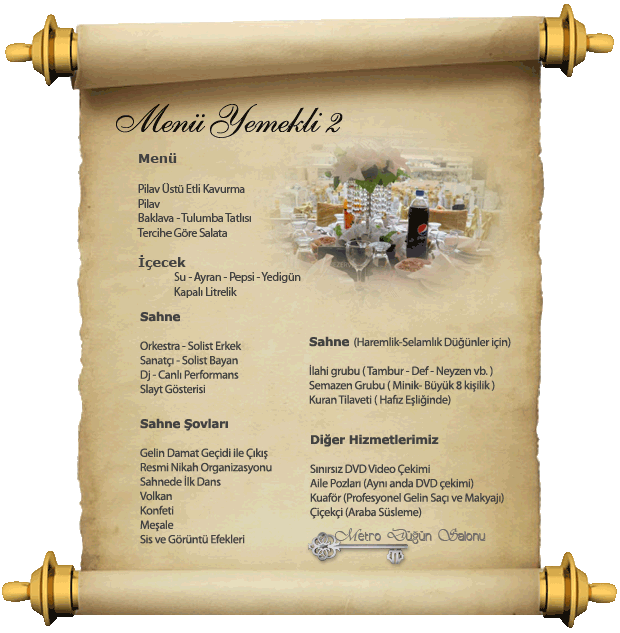 Menü Yemekli 2
Menü
Pilav Üstü Etli Kavurma
Pilav
Baklava - Tulumba Tatlısı
Tercihe Göre Salata
İçecek
Su - Ayran - Pepsi - Yedigün
Kapalı Litrelik
Sahne
Orkestra - Solist Erkek
Sanatçı - Solist Bayan
Dj - Canlı Performans
Slayt Gösterisi
Sahne Şovları
Gelin Damat Geçidi ile Çıkış
Resmi Nikah Organizasyonu
Sahnede İlk Dans
Volkan
Konfeti
Meşale
Sis ve Görüntü Efekleri
Sahne (Haremlik-Selamlık Düğünler için)
İlahi grubu ( Tambur - Def - Neyzen vb. )
Semazen Grubu ( Minik- Büyük 8 kişilik )
Kuran Tilaveti ( Hafız Eşliğinde)
Diğer Hizmetlerimiz
Sınırsız DVD Video Çekimi
Aile Pozları (Aynı anda DVD çekimi)
Kuaför (Profesyonel Gelin Saçı ve Makyajı)
Çiçekçi (Araba Süsleme)
Metro Düğün Salonu